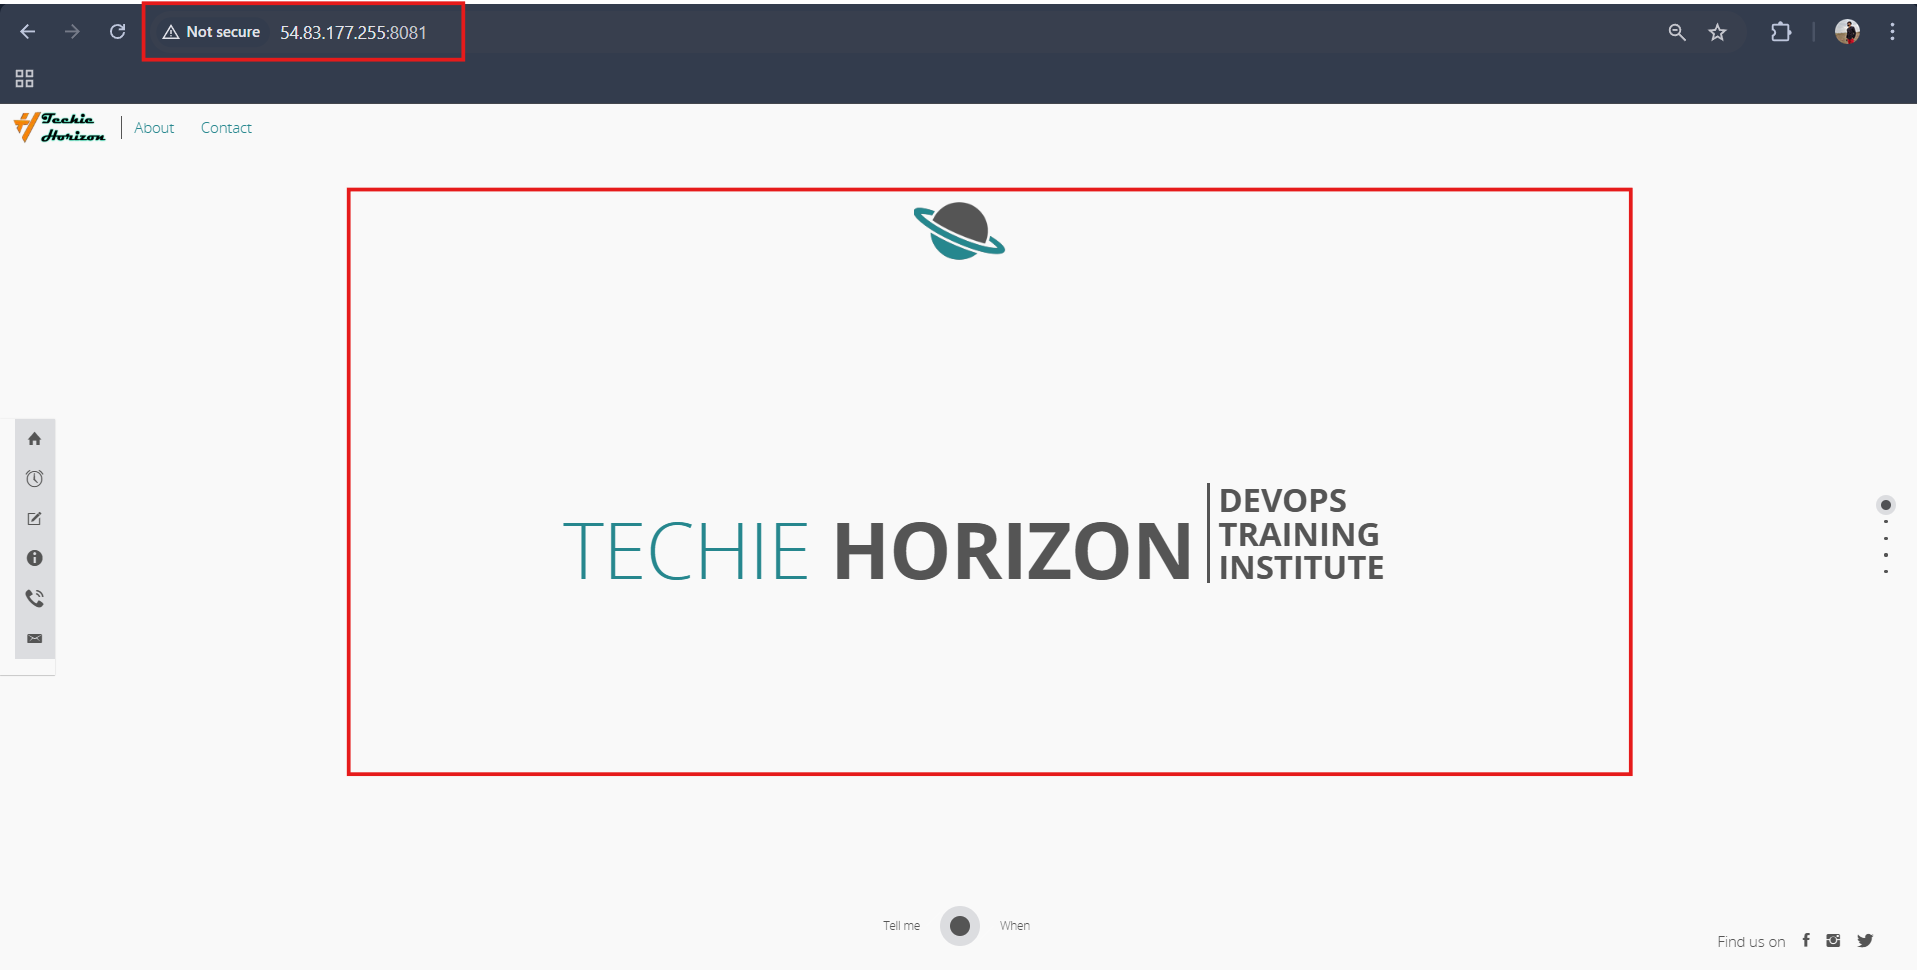 Not secure 54.83.177.255:8081
Techie
Horizon
About Contact
TECHIE HORIZON
DEVOPS
TRAINING
INSTITUTE
Tell me When
Find us on